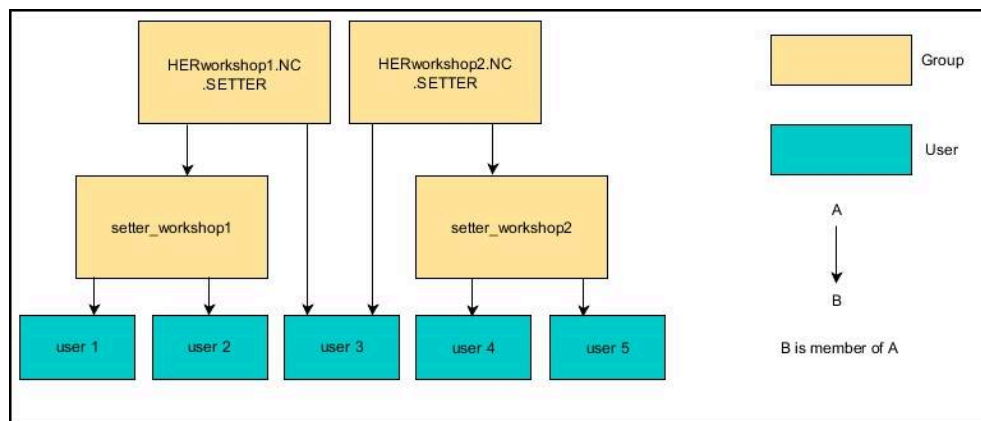 HERworkshop1.NC
.SETTER
HERworkshop2.NC
.SETTER
Group
User
setter_workshop1
setter_workshop2
A
B
user 1
user 2
user 3
user 4
user 5
B is member of A